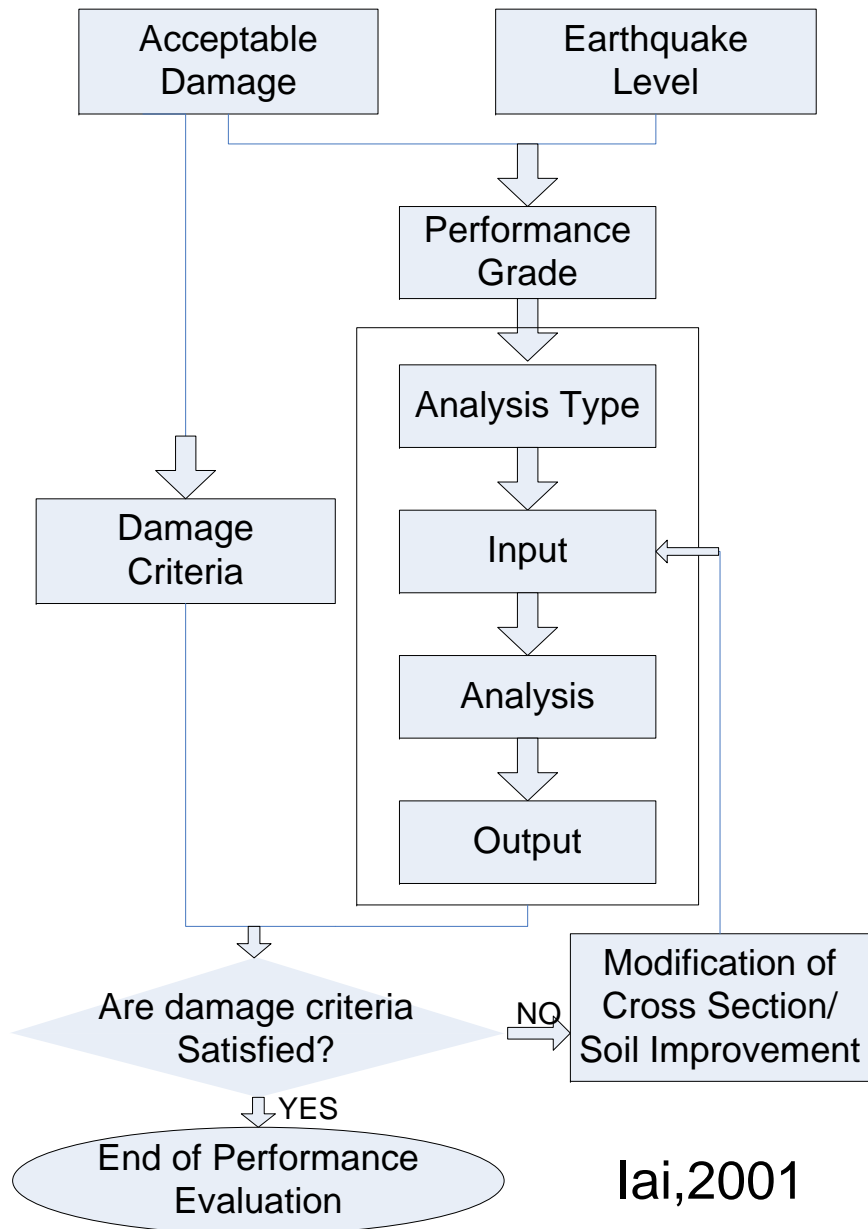 Acceptable
Damage
Earthquake
Level
Performance
Grade
Analysis Type
Damage
Criteria
Input
Analysis
Output
Are damage criteria
Satisfied?
NO
Modification of
Cross Section/
Soil Improvement
YES
End of Performance
Evaluation
Iai,2001